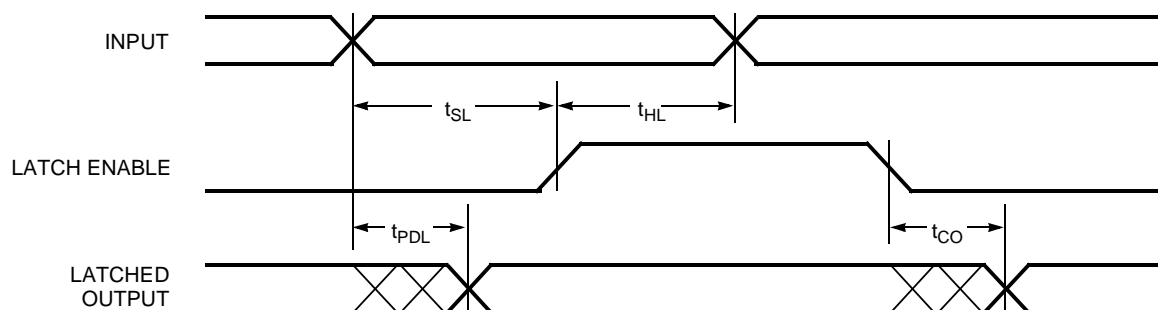 INPUT
tSL
tHL
LATCH ENABLE
tPDL
tCO
LATCHED
OUTPUT